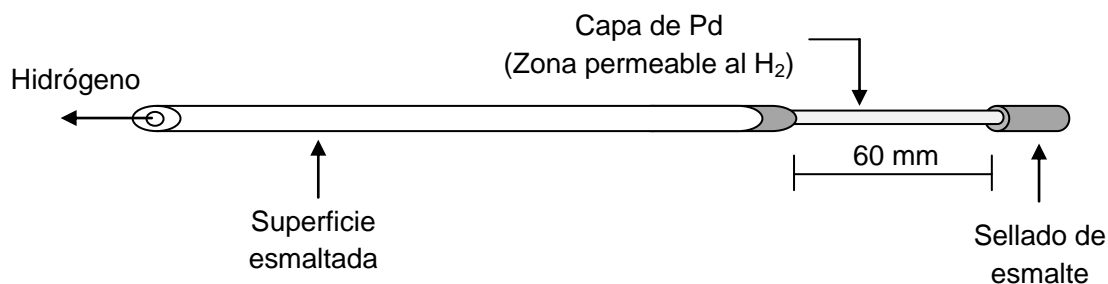 Capa de Pd
(Zona permeable al H₂)
Hidrógeno
60 mm
Superficie
esmaltada
Sellado de
esmalte